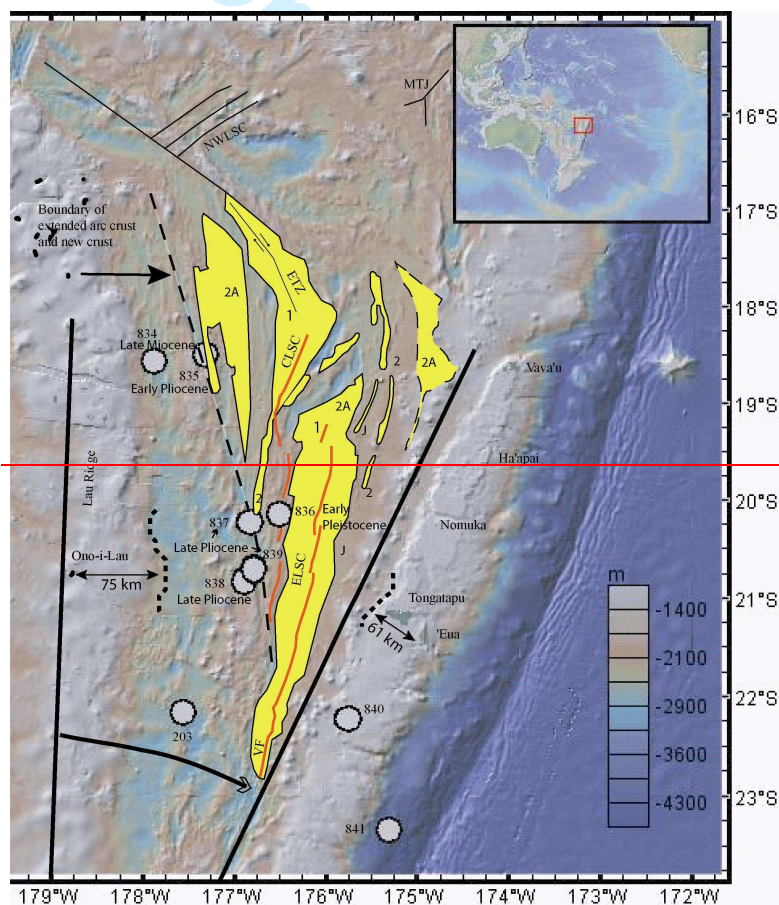 MTJ
NWLSC
16°S
17°S
Boundary of
extended arc crust
and new crust
ETZ
2A
1
18°S
834
Late Miocene
CLSC
835
Early Pliocene
2
2A
Vava'u
2A
19°S
1
J
Lau Ridge
Ha'apai
2
2
20°S
837
836
Early
Pleistocene
Nomuka
Late Pliocene
839
J
Ono-i-Lau
75 km
838
Late Pliocene
ELSC
m
-1400
Tongatapu
21°S
61 km
'Eua
-2100
22°S
-2900
203
840
VF
-3600
23°S
-4300
841
179°W
178°W
177°W
176°W
175°W
174°W
173°W
172°W